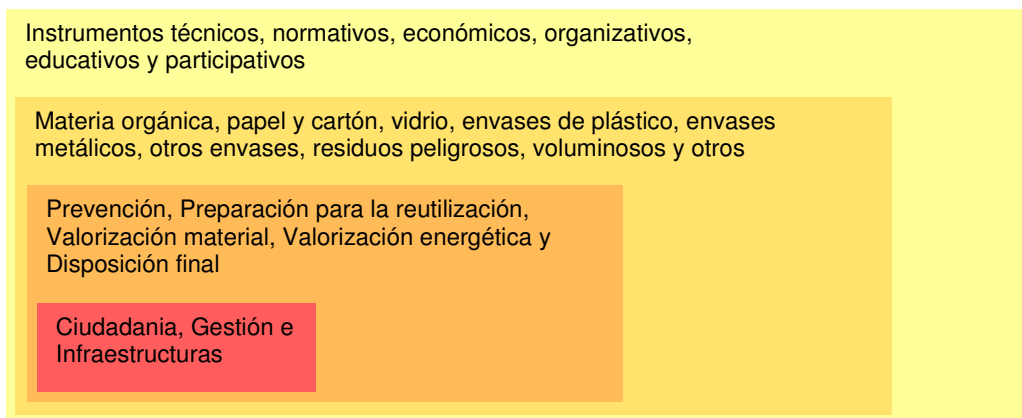 Instrumentos técnicos, normativos, económicos, organizativos,
educativos y participativos
Materia orgánica, papel y cartón, vidrio, envases de plástico, envases
metálicos, otros envases, residuos peligrosos, voluminosos y otros
Prevención, Preparación para la reutilización,
Valorización material, Valorización energética y
Disposición final
Ciudadania, Gestión e
Infraestructuras